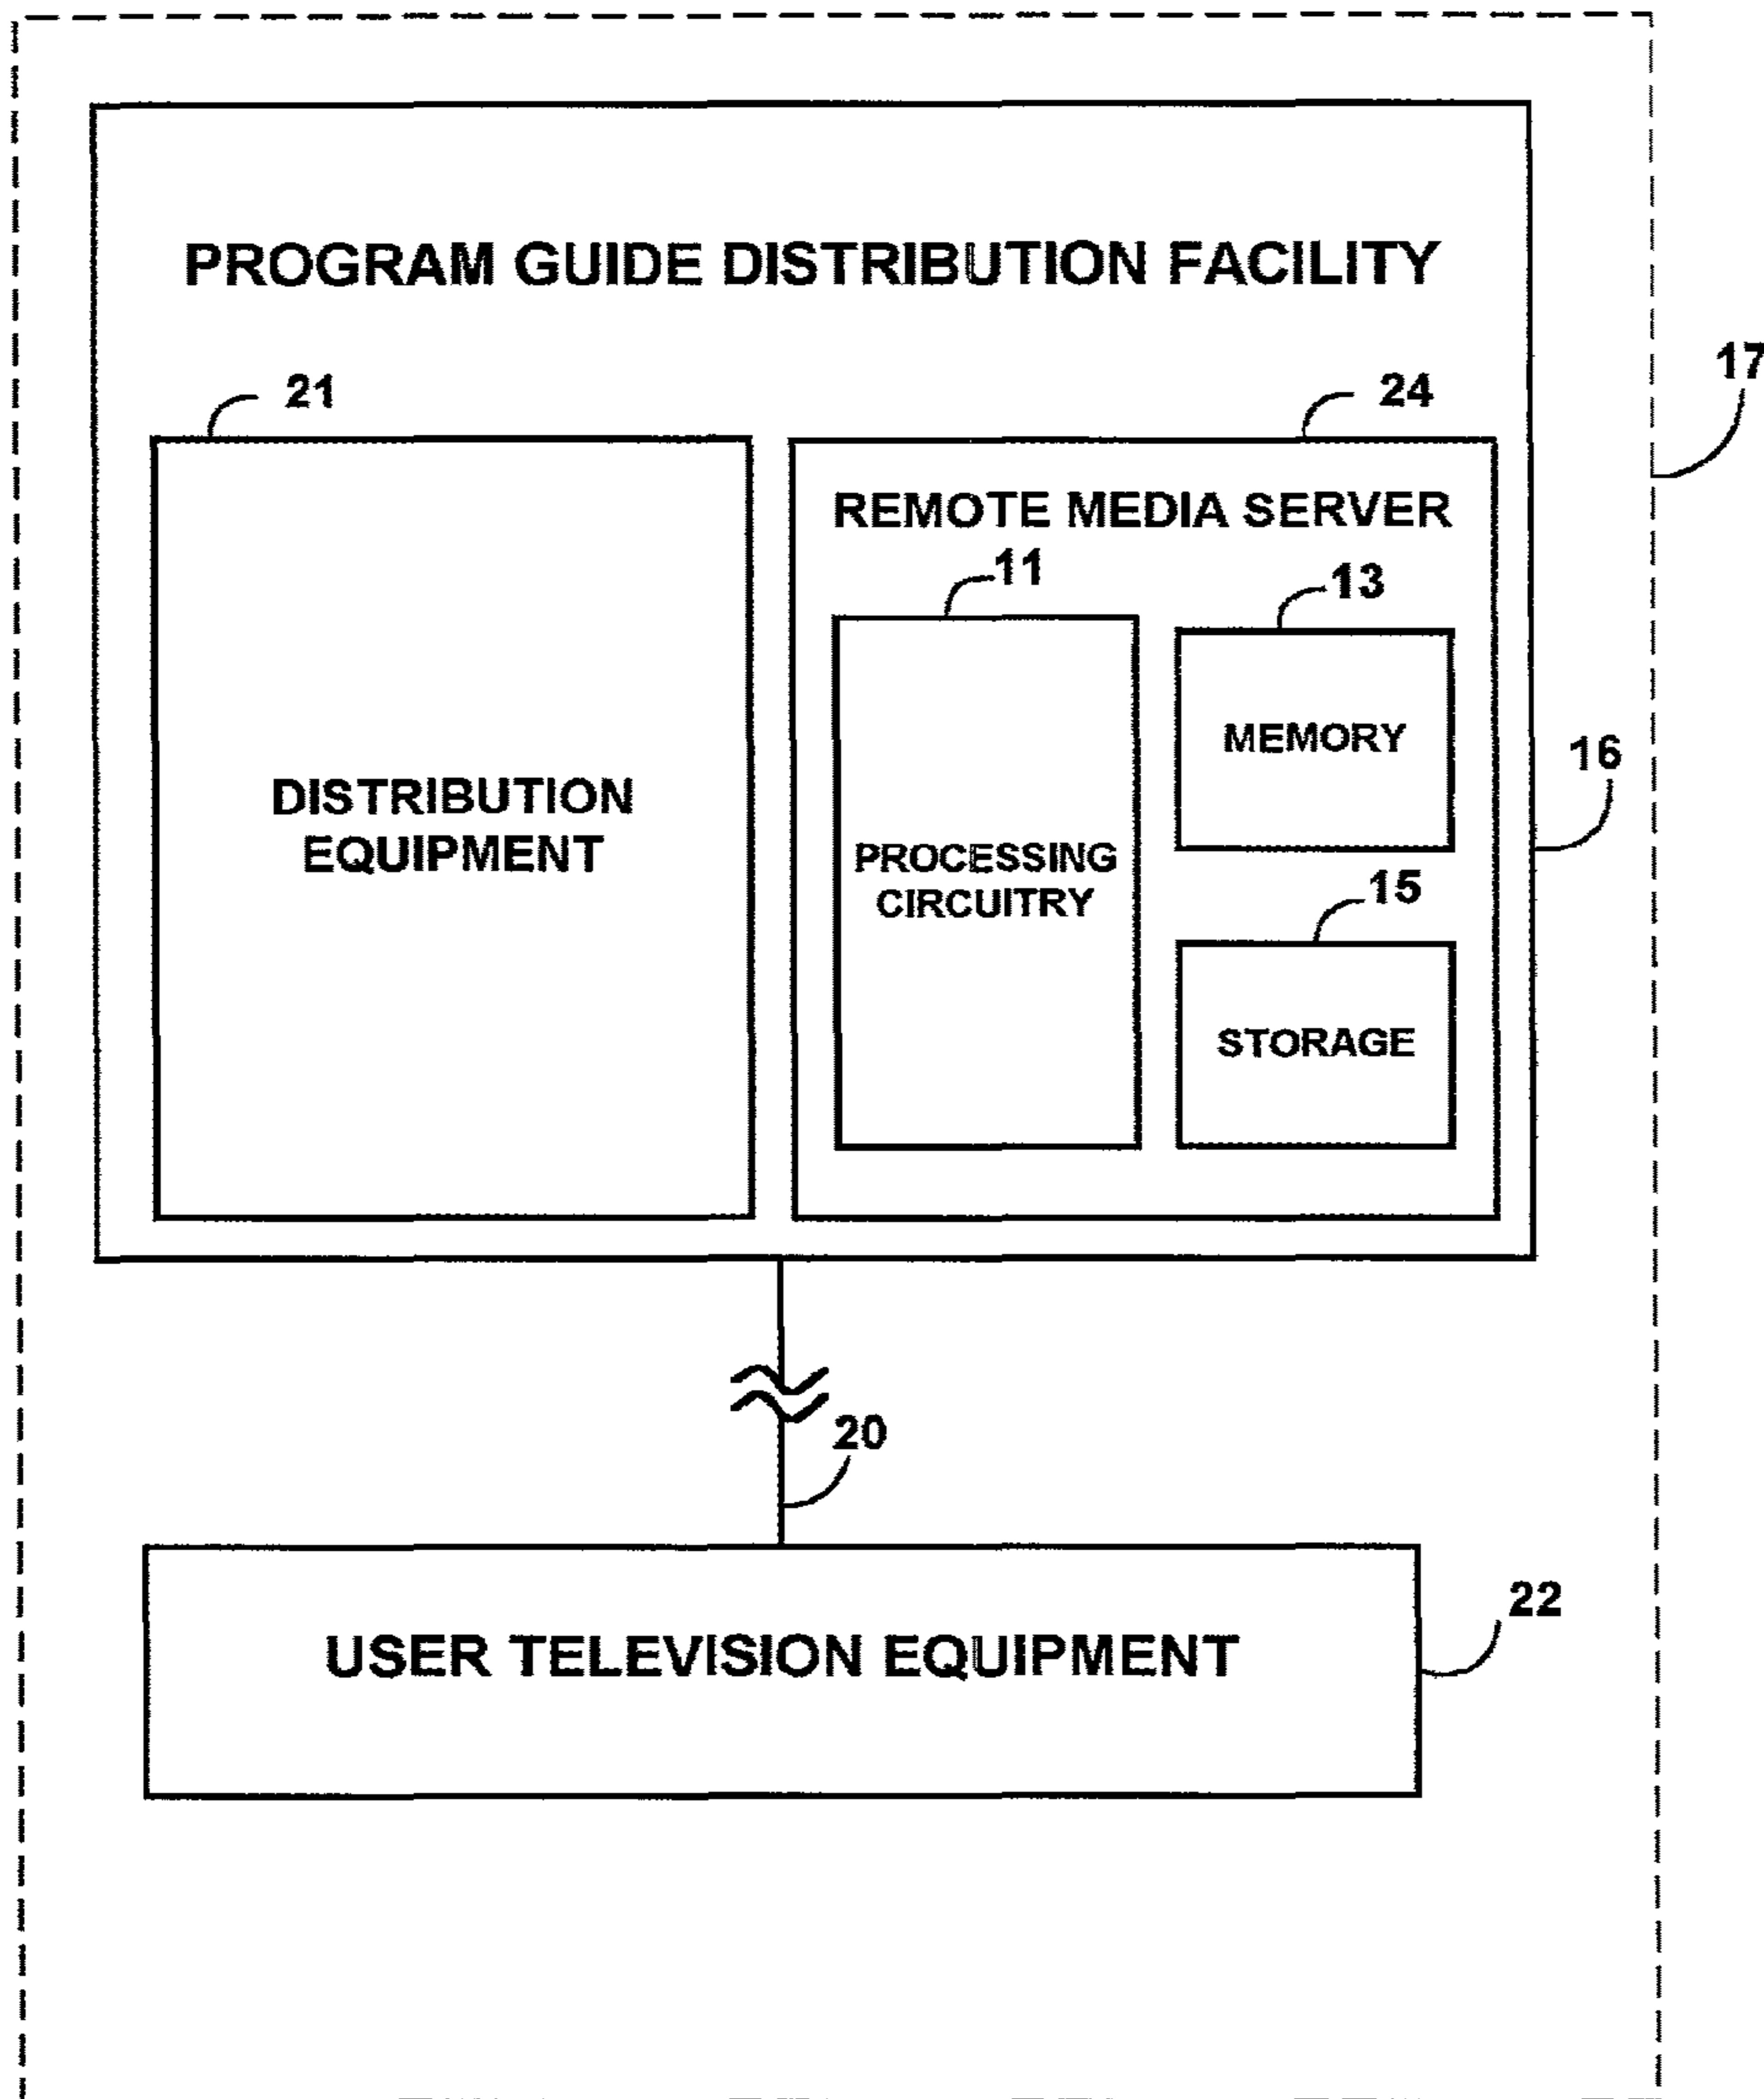 PROGRAM GUIDE DISTRIBUTION FACILITY
17
21
24
REMOTE MEDIA SERVER
11
13
MEMORY
16
DISTRIBUTION
EQUIPMENT
PROCESSING
CIRCUITRY
15
STORAGE
20
22
USER TELEVISION EQUIPMENT